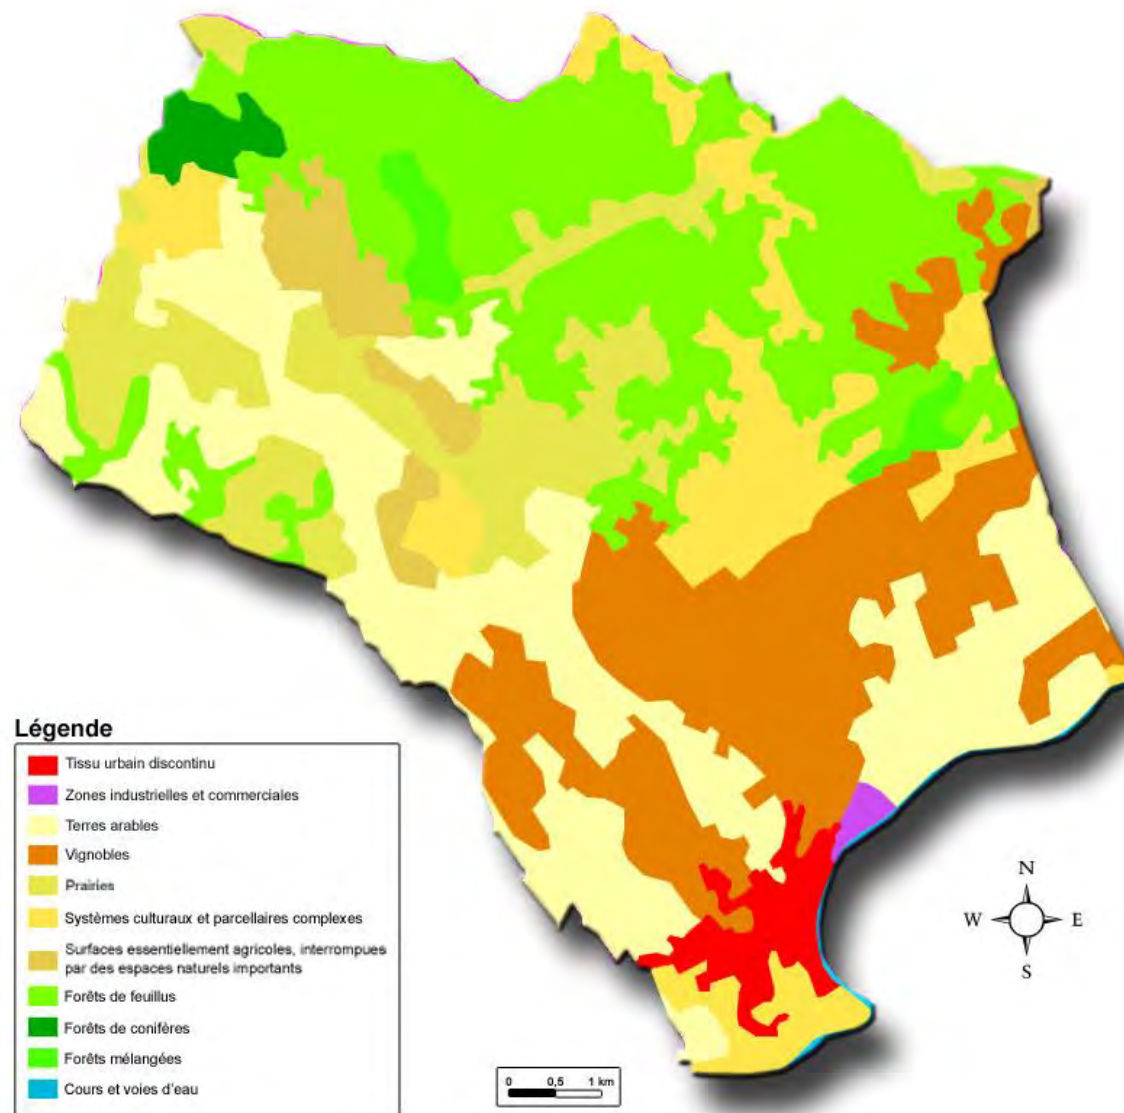 Légende
Tissu urbain discontinu
Zones industrielles et commerciales
Terres arables
Vignobles
Prairies
Systèmes culturaux et parcellaires complexes
Surfaces essentiellement agricoles, interrompues
par des espaces naturels importants
Forêts de feuillus
Forêts de conifères
Forêts mélangées
Cours et voies d'eau
N
W E
S
0 0,5 1 km